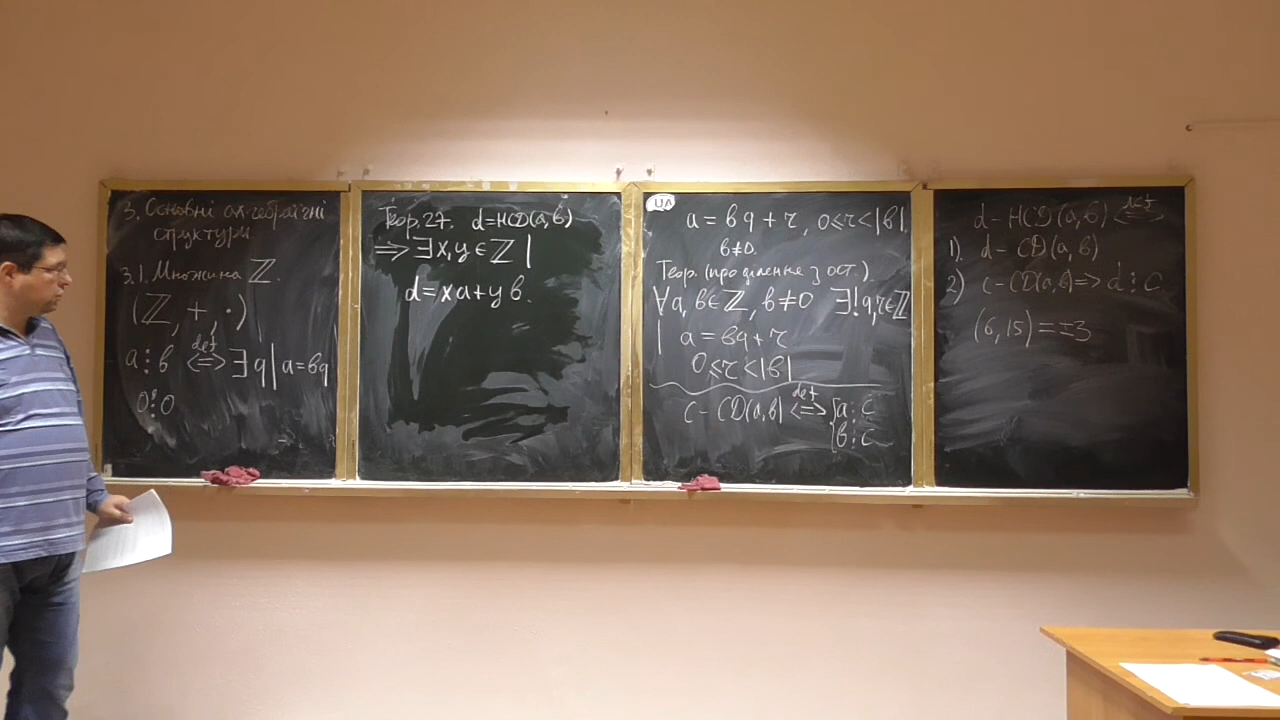 3. Основні алгебраїчні
структури
3.1. Множина ℤ.
(ℤ, +, ·)
a ⋮ b ⟺def ∃ q | a = bq
0 ⋮ 0
Теор. 27. d = НСД(a, b)
⟹ ∃ x, y ∈ ℤ |
d = xa + yb.
UA
a = bq + r, 0 ≤ r < |b|,
b ≠ 0.
Теор. (про ділення з ост.).
∀ a, b ∈ ℤ, b ≠ 0 ∃! q, r ∈ ℤ
| a = bq + r
0 ≤ r < |b|
c – СД(a, b) ⟺def { a ⋮ c
b ⋮ c
d – НСД(a, b) ⟺def
1). d – СД(a, b)
2) c – СД(a, b) ⟹ d ⋮ c.
(6, 15) = ±3